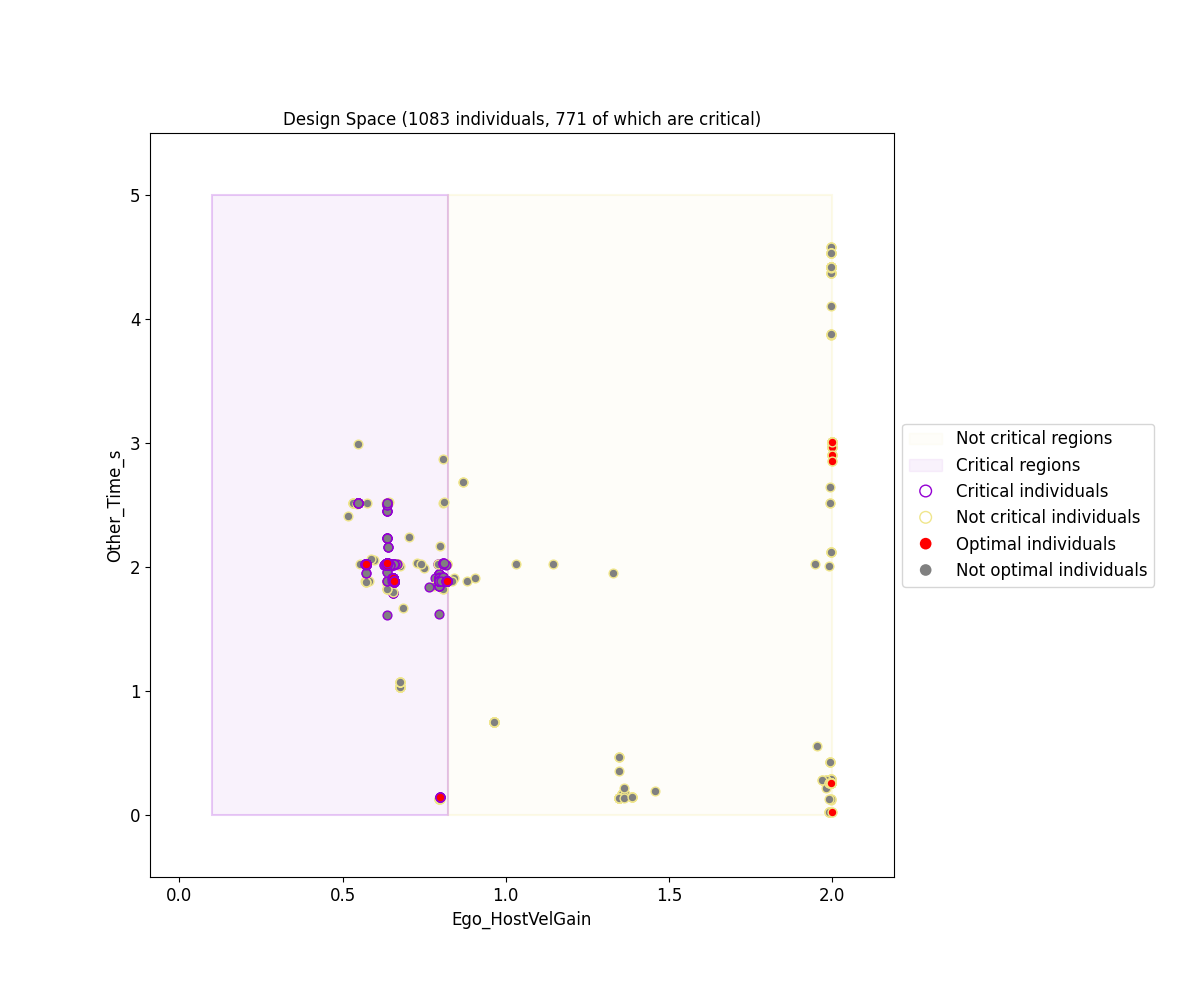 Design Space (1083 individuals, 771 of which are critical)
5
4
3
2
1
0
Other_Time_s
0.0 0.5 1.0 1.5 2.0
Ego_HostVelGain
Not critical regions
Critical regions
Critical individuals
Not critical individuals
Optimal individuals
Not optimal individuals